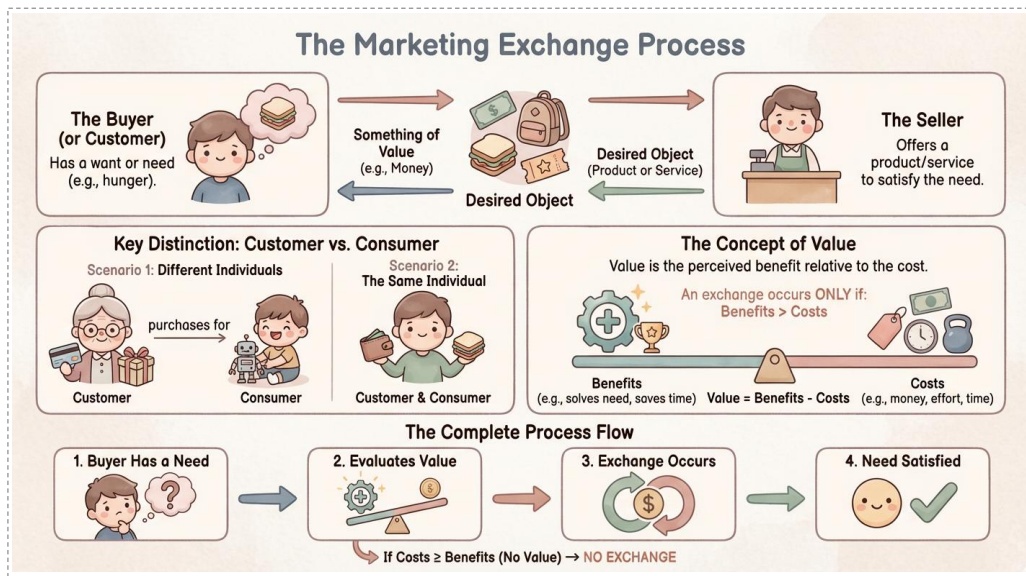 The Marketing Exchange Process
The Buyer
(or Customer)
Has a want or need
(e.g., hunger).
Something of
Value
(e.g., Money)
$
Desired Object
Desired Object
(Product or Service)
The Seller
Offers a
product/service
to satisfy the need.
Key Distinction: Customer vs. Consumer
Scenario 1: Different Individuals
purchases for
Customer
Consumer
Scenario 2:
The Same Individual
Customer & Consumer
The Concept of Value
Value is the perceived benefit relative to the cost.
An exchange occurs ONLY if:
Benefits > Costs
Benefits
(e.g., solves need, saves time)
Value = Benefits - Costs
Costs
(e.g., money, effort, time)
The Complete Process Flow
1. Buyer Has a Need
?
2. Evaluates Value
$
3. Exchange Occurs
$
4. Need Satisfied
If Costs ≥ Benefits (No Value) → NO EXCHANGE